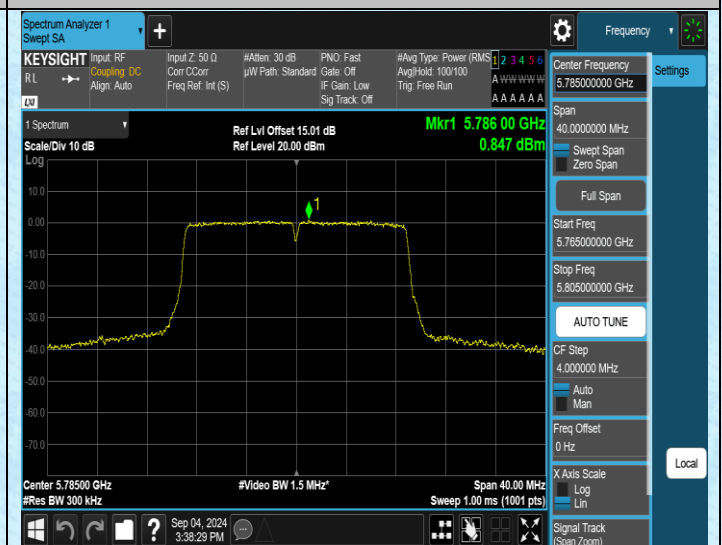 Spectrum Analyzer 1
Swept SA
+
Frequency
KEYSIGHT
RL
LXI
Input: RF
Coupling: DC
Align: Auto
Input Z: 50 Ω
Corr CCorr
Freq Ref: Int (S)
#Atten: 30 dB
µW Path: Standard
PNO: Fast
Gate: Off
IF Gain: Low
Sig Track: Off
#Avg Type: Power (RMS
Avg|Hold: 100/100
Trig: Free Run
1 2 3 4 5 6
A W W W W W
A A A A A A
Settings
1 Spectrum
Scale/Div 10 dB
Log
Ref Lvl Offset 15.01 dB
Ref Level 20.00 dBm
Mkr1 5.786 00 GHz
0.847 dBm
10.0
0.00
-10.0
-20.0
-30.0
-40.0
-50.0
-60.0
-70.0
1
Center 5.78500 GHz
#Res BW 300 kHz
#Video BW 1.5 MHz*
Span 40.00 MHz
Sweep 1.00 ms (1001 pts)
Center Frequency
5.785000000 GHz
Span
40.0000000 MHz
Swept Span
Zero Span
Full Span
Start Freq
5.765000000 GHz
Stop Freq
5.805000000 GHz
AUTO TUNE
CF Step
4.000000 MHz
Auto
Man
Freq Offset
0 Hz
X Axis Scale
Log
Lin
Signal Track
(Span Zoom)
Local
?
Sep 04, 2024
3:38:29 PM